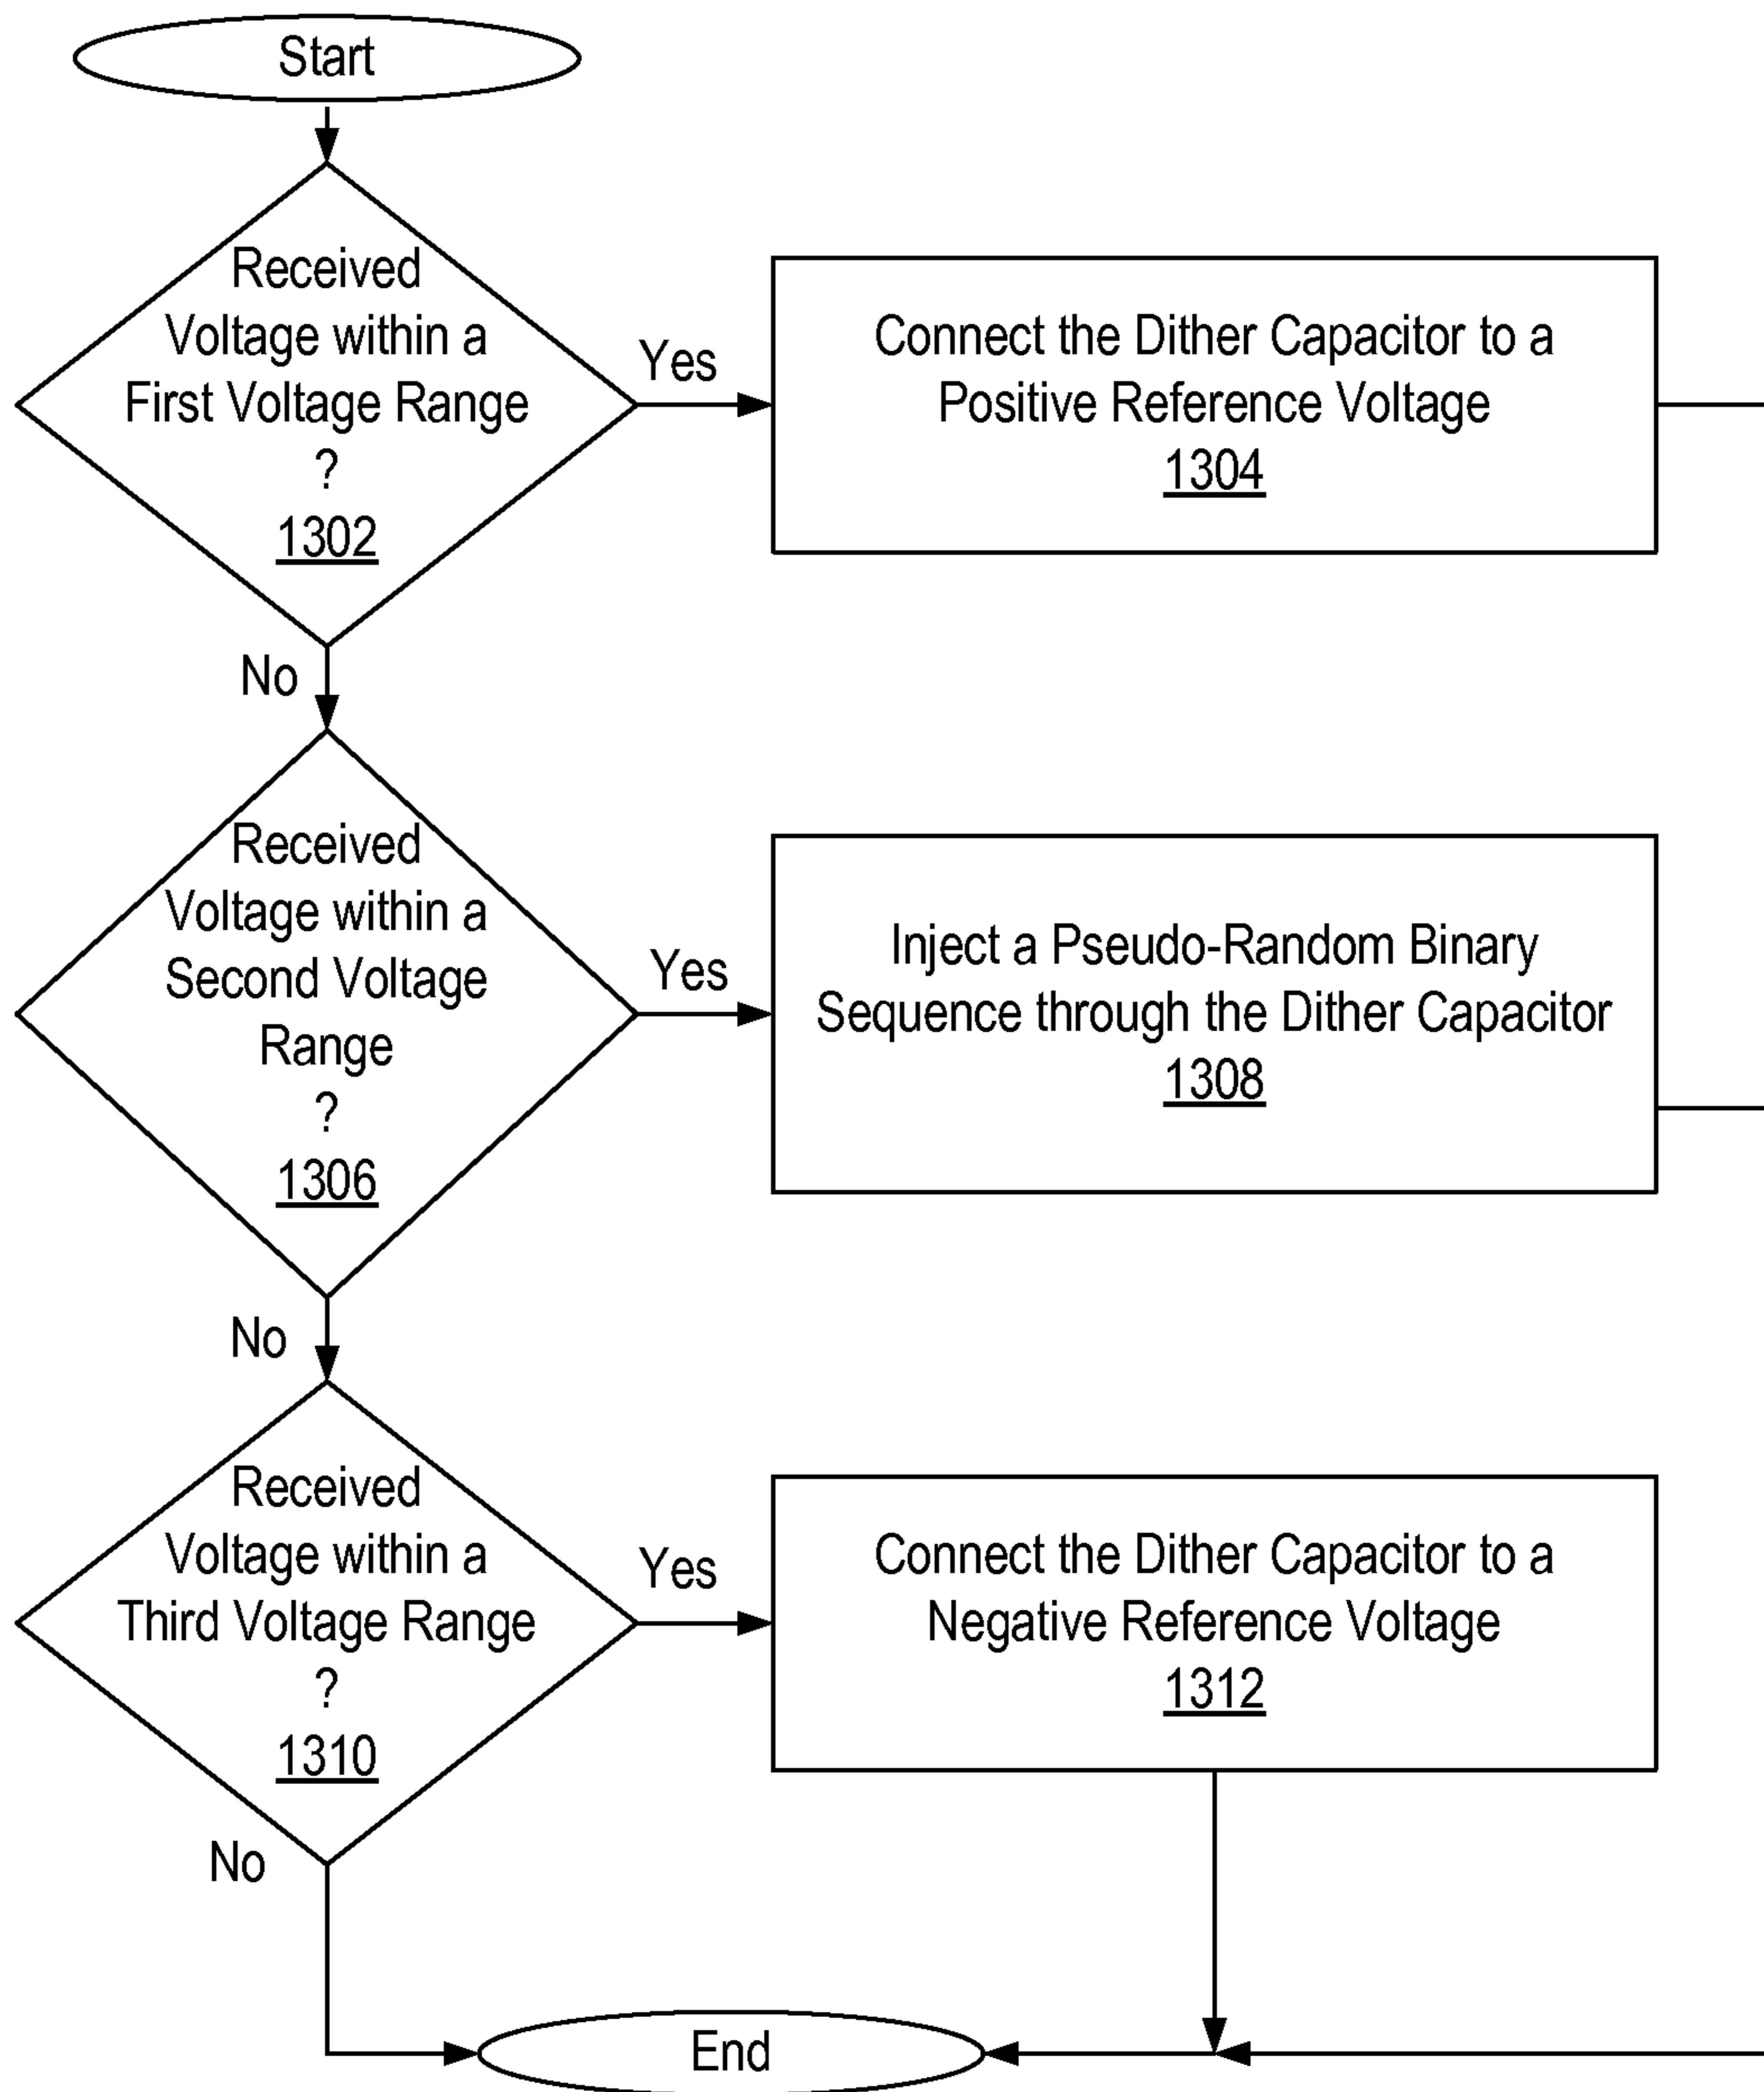 Start
Received
Voltage within a
First Voltage Range
?
1302
Yes
Connect the Dither Capacitor to a
Positive Reference Voltage
1304
No
Received
Voltage within a
Second Voltage
Range
?
1306
Yes
Inject a Pseudo-Random Binary
Sequence through the Dither Capacitor
1308
No
Received
Voltage within a
Third Voltage Range
?
1310
Yes
Connect the Dither Capacitor to a
Negative Reference Voltage
1312
No
End